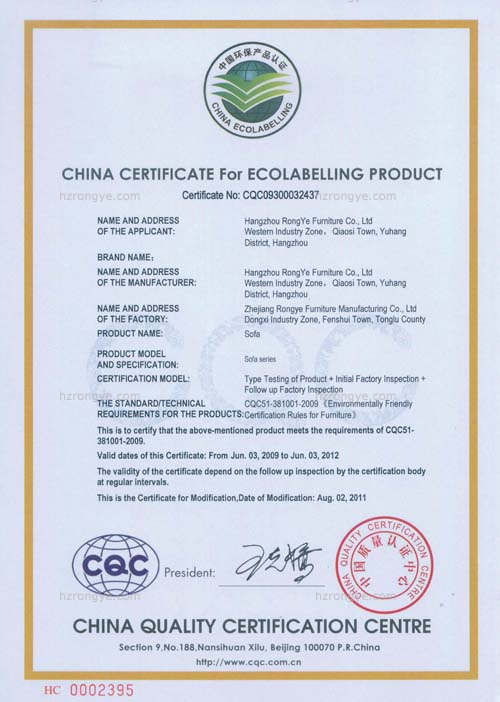 中国环保产品认证
CHINA ECOLABELLING
CHINA CERTIFICATE For ECOLABELLING PRODUCT
hzrongye.com
hzrongye.com
Certificate No: CQC09300032437
NAME AND ADDRESS
OF THE APPLICANT:
Hangzhou RongYe Furniture Co., Ltd
Western Industry Zone，Qiaosi Town, Yuhang
District, Hangzhou
BRAND NAME:
NAME AND ADDRESS
OF THE MANUFACTURER:
Hangzhou RongYe Furniture Co., Ltd
Western Industry Zone，Qiaosi Town, Yuhang
District, Hangzhou
NAME AND ADDRESS
OF THE FACTORY:
Zhejiang Rongye Furniture Manufacturing Co., Ltd
Dongxi Industry Zone, Fenshui Town, Tonglu County
PRODUCT NAME:
Sofa
CQC
PRODUCT MODEL
AND SPECIFICATION:
Sofa series
CERTIFICATION MODEL:
Type Testing of Product + Initial Factory Inspection +
Follow up Factory Inspection
hzrongye.com
hzrongye.com
THE STANDARD/TECHNICAL
REQUIREMENTS FOR THE PRODUCTS:
CQC51-381001-2009《Environmentally Friendly
Certification Rules for Furniture》
This is to certify that the above-mentioned product meets the requirements of CQC51-
381001-2009.
Valid dates of this Certificate: From Jun. 03, 2009 to Jun. 03, 2012
The validity of the certificate depend on the follow up inspection by the certification body
at regular intervals.
This is the Certificate for Modification,Date of Modification: Aug. 02, 2011
CQC
President:
CHINA QUALITY CERTIFICATION CENTRE
中国质量认证中心
hzrongye.com
hzrongye.com
CHINA QUALITY CERTIFICATION CENTRE
Section 9,No.188,Nansihuan Xilu, Beijing 100070 P.R.China
http://www.cqc.com.cn
HC 0002395